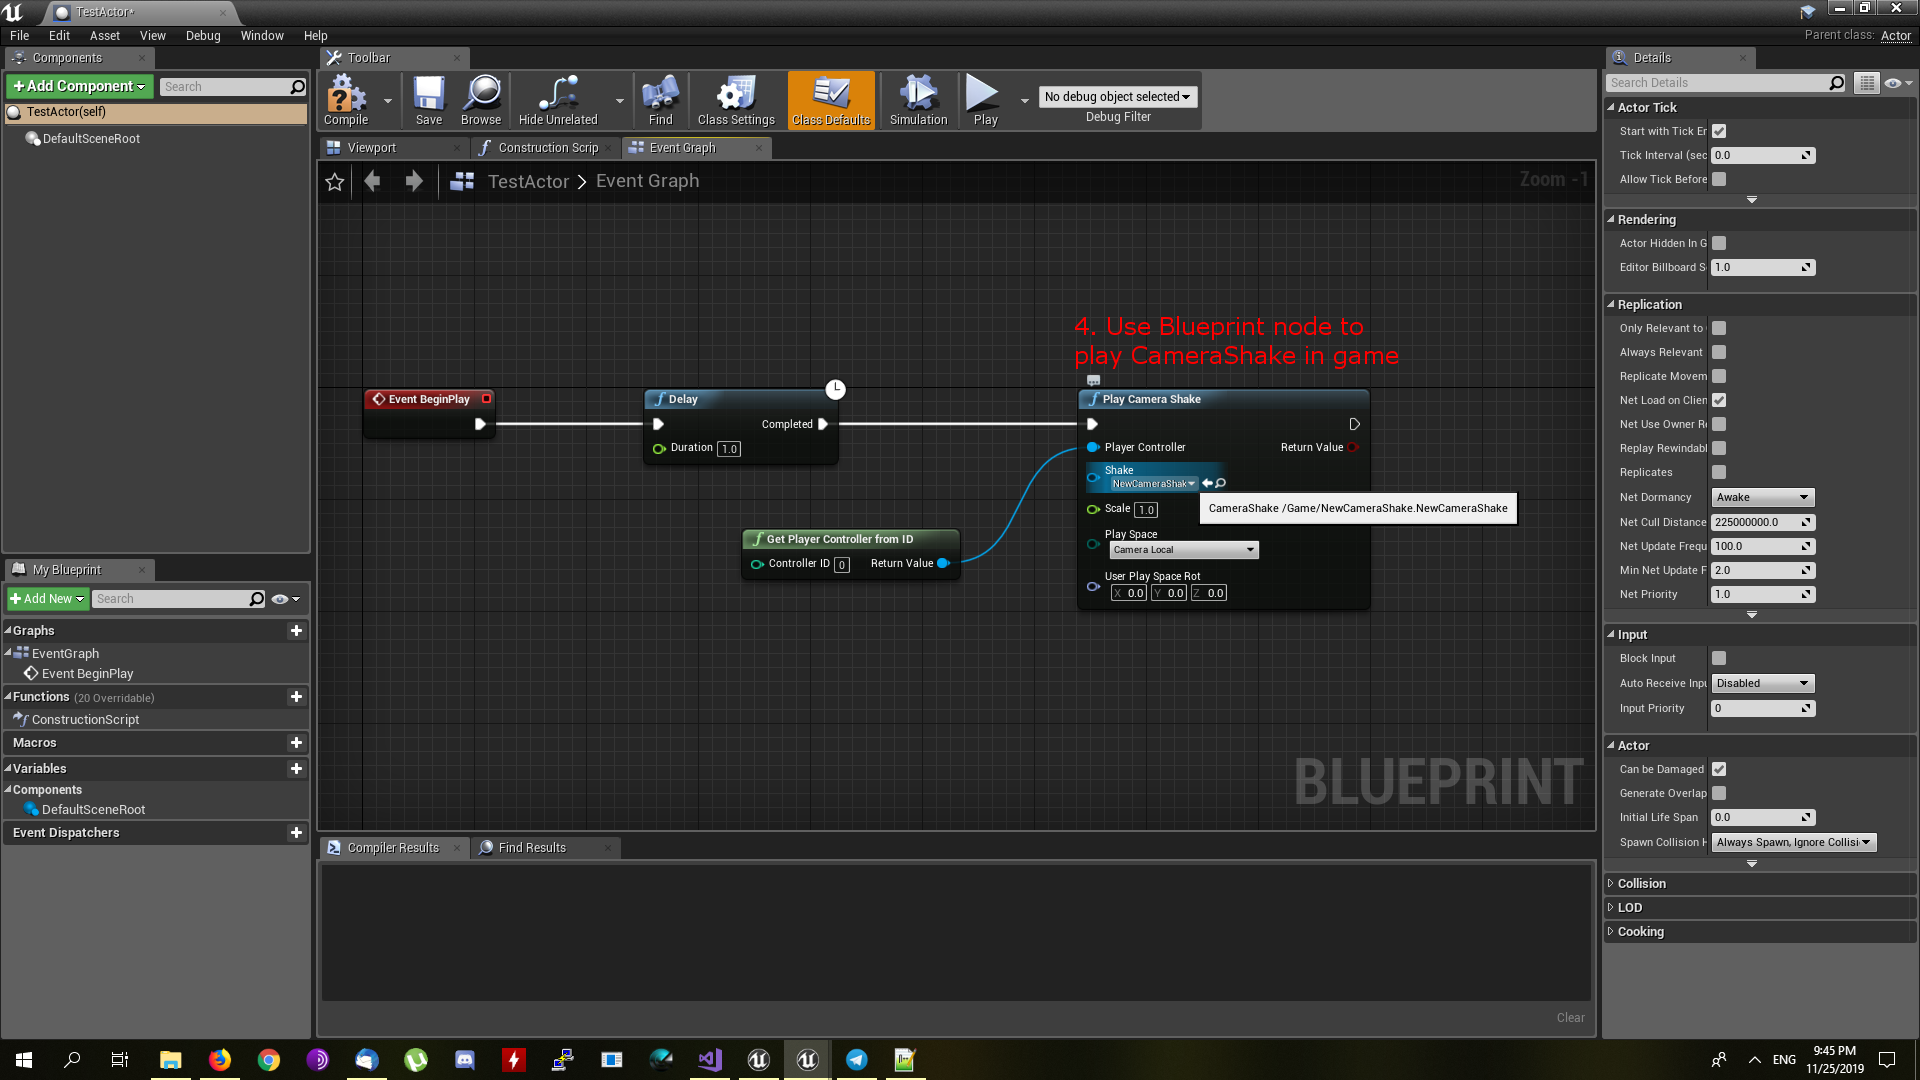 TestActor*
File Edit Asset View Debug Window Help
Parent class: Actor
Components
+Add Component
Search
TestActor(self)
DefaultSceneRoot
My Blueprint
+Add New
Search
Graphs
EventGraph
Event BeginPlay
Functions (20 Overridable)
ConstructionScript
Macros
Variables
Components
DefaultSceneRoot
Event Dispatchers
Toolbar
Compile
Save
Browse
Hide Unrelated
Find
Class Settings
Class Defaults
Simulation
Play
No debug object selected
Debug Filter
Viewport
Construction Scrip
Event Graph
TestActor > Event Graph
Zoom -1
4. Use Blueprint node to
play CameraShake in game
Event BeginPlay
Delay
Completed
Duration 1.0
Get Player Controller from ID
Controller ID 0
Return Value
Play Camera Shake
Player Controller
Return Value
Shake
NewCameraShak
CameraShake /Game/NewCameraShake.NewCameraShake
Scale 1.0
Play Space
Camera Local
User Play Space Rot
X 0.0 Y 0.0 Z 0.0
BLUEPRINT
Compiler Results
Find Results
Clear
Details
Search Details
Actor Tick
Start with Tick En
Tick Interval (sec 0.0
Allow Tick Before
Rendering
Actor Hidden In G
Editor Billboard S 1.0
Replication
Only Relevant to
Always Relevant
Replicate Movem
Net Load on Clien
Net Use Owner Re
Replay Rewindabl
Replicates
Net Dormancy Awake
Net Cull Distance 225000000.0
Net Update Frequ 100.0
Min Net Update F 2.0
Net Priority 1.0
Input
Block Input
Auto Receive Inpu Disabled
Input Priority 0
Actor
Can be Damaged
Generate Overlap
Initial Life Span 0.0
Spawn Collision H Always Spawn, Ignore Collisi
Collision
LOD
Cooking
ENG
9:45 PM
11/25/2019